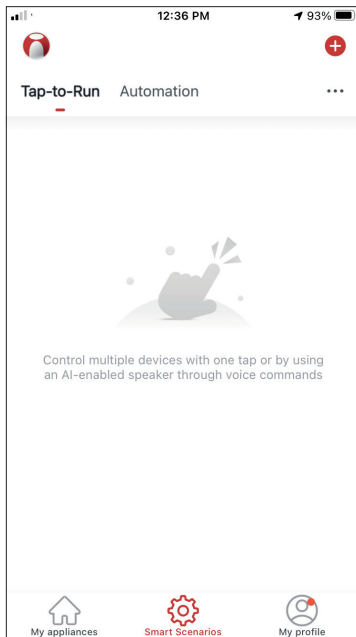 12:36 PM
93%
Tap-to-Run
Automation
Control multiple devices with one tap or by using
an AI-enabled speaker through voice commands
My appliances
Smart Scenarios
My profile